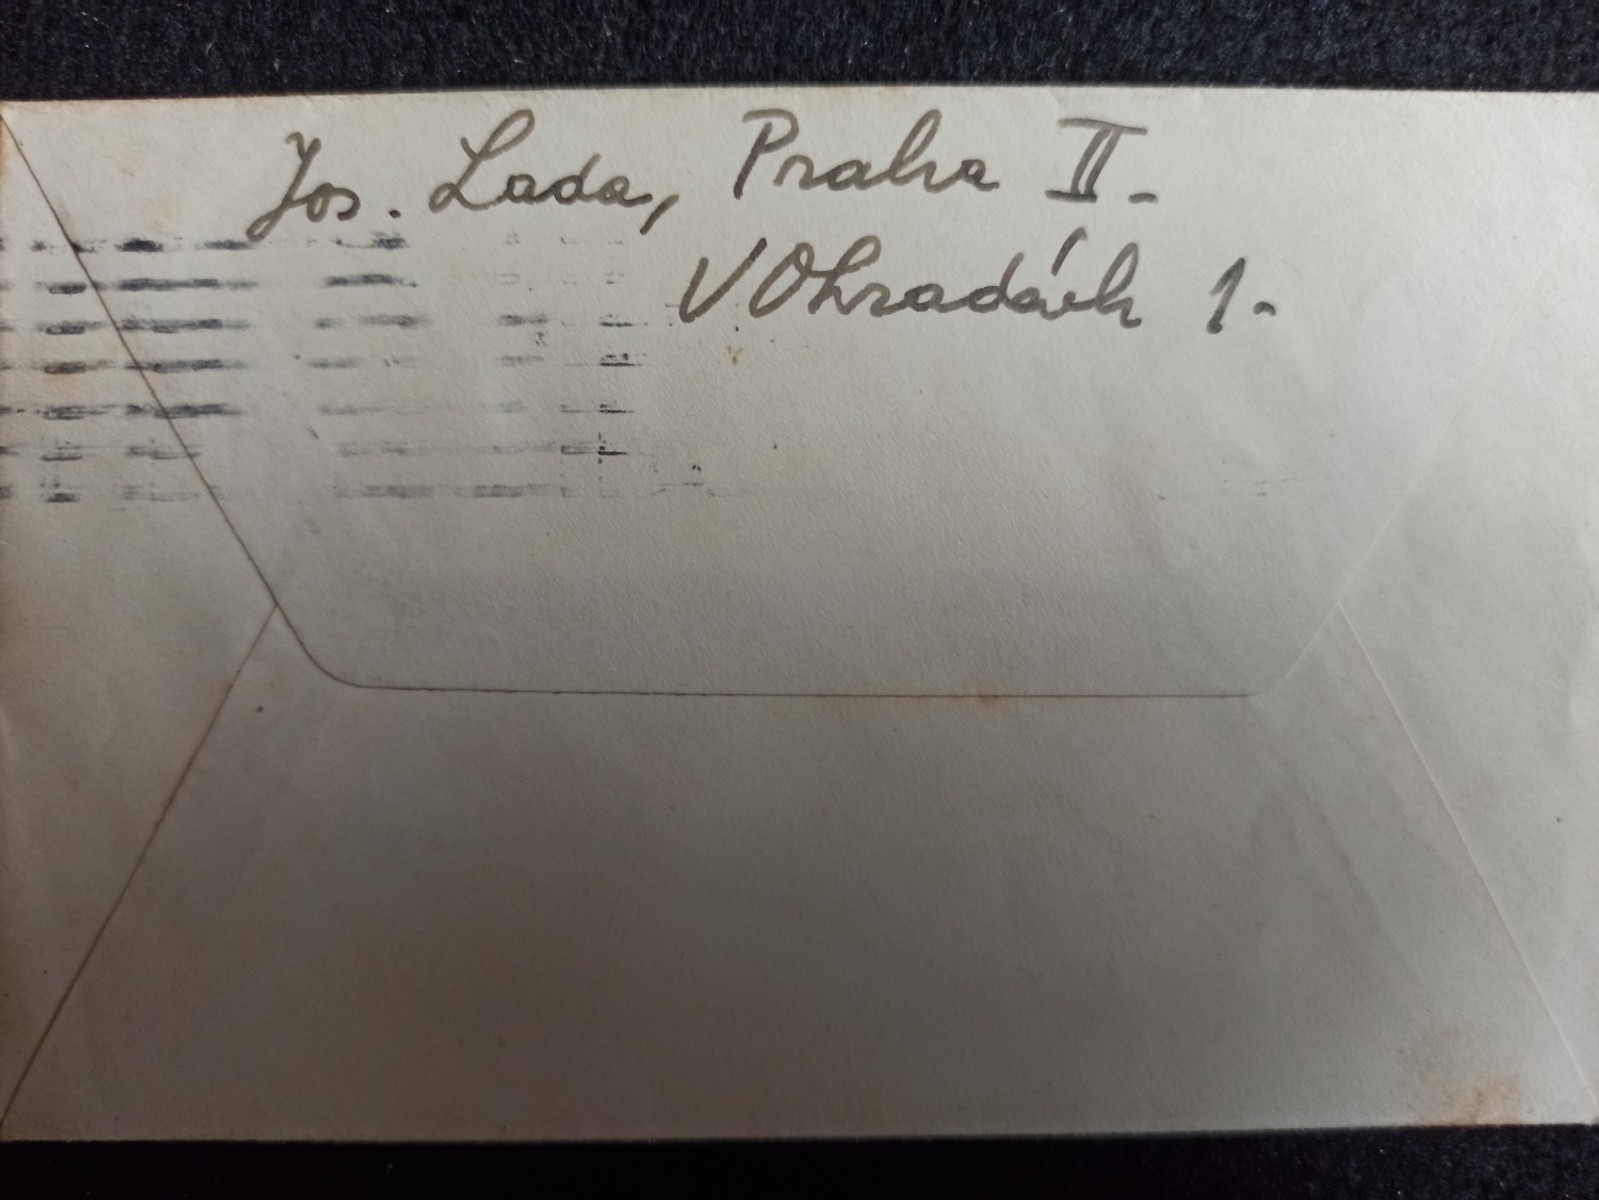 Jos. Lada, Praha II.
V Ohradách 1.